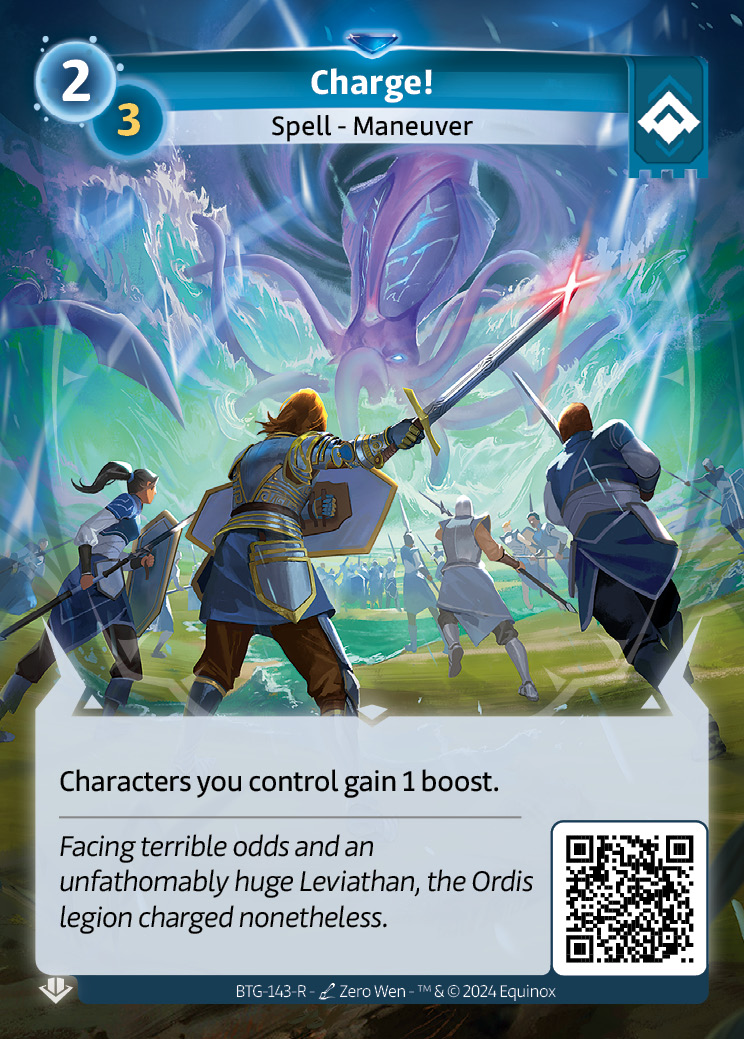 2
Charge!
3
Spell - Maneuver
Characters you control gain 1 boost.
Facing terrible odds and an
unfathomably huge Leviathan, the Ordis
legion charged nonetheless.
BTG-143-R - Zero Wen - ™ & © 2024 Equinox